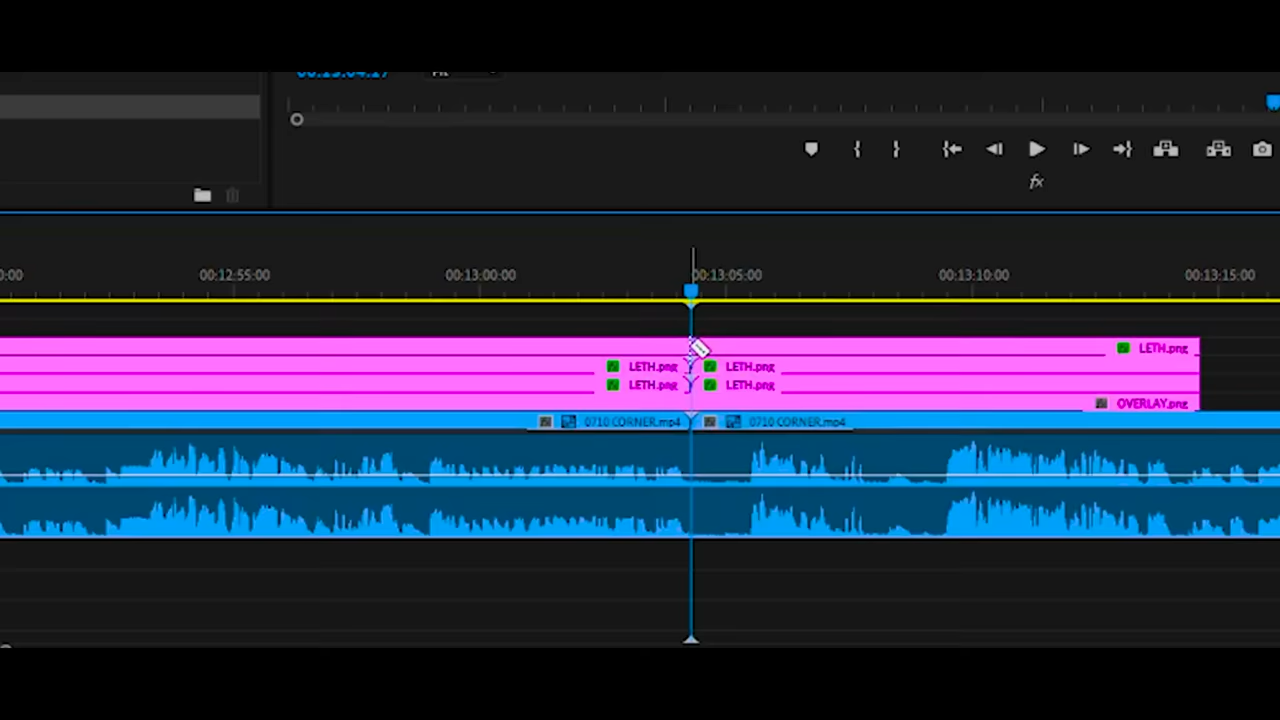 00:12:55:00 00:13:00:00 00:13:05:00 00:13:10:00 00:13:15:00
LETH.png
LETH.png LETH.png
LETH.png LETH.png
OVERLAY.png
0710 CORNER.mp4 0710 CORNER.mp4